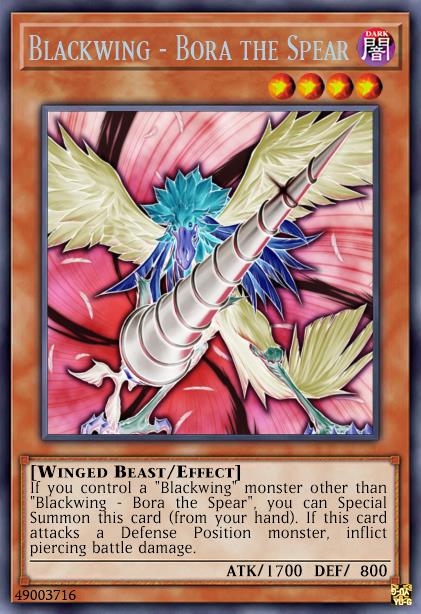 BLACKWING - BORA THE SPEAR
DARK
闇
[WINGED BEAST/EFFECT]
If you control a "Blackwing" monster other than
"Blackwing - Bora the Spear", you can Special
Summon this card (from your hand). If this card
attacks a Defense Position monster, inflict
piercing battle damage.
ATK/1700 DEF/ 800
49003716